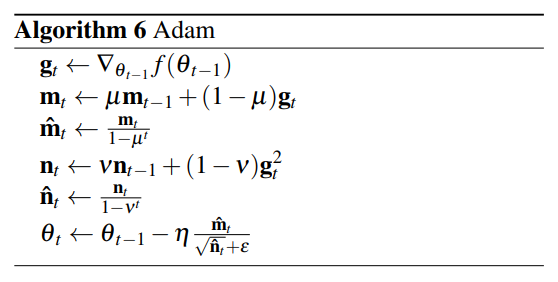 Algorithm 6 Adam
g_t ← ∇_{θ_{t−1}} f(θ_{t−1})
m_t ← μm_{t−1} + (1 − μ)g_t
m̂_t ← m_t / (1−μ^t)
n_t ← νn_{t−1} + (1 − ν)g_t^2
n̂_t ← n_t / (1−ν^t)
θ_t ← θ_{t−1} − η m̂_t / (√n̂_t + ε)